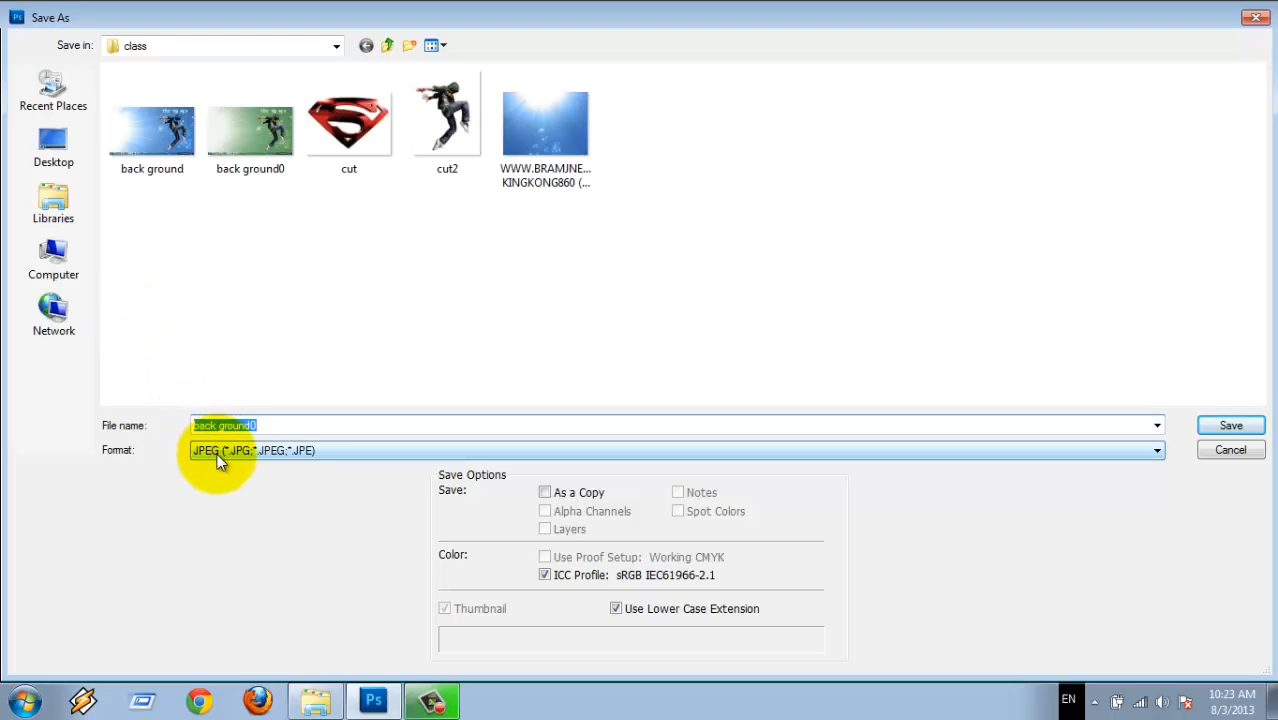 Ps Save As
Save in: class
Recent Places
Desktop
Libraries
Computer
Network
back ground
back ground0
cut
cut2
WWW.BRAMJNE...
KINGKONG860 (...
File name: back ground0
Save
Format: JPEG (*.JPG;*.JPEG;*.JPE)
Cancel
Save Options
Save:
As a Copy
Notes
Alpha Channels
Spot Colors
Layers
Color:
Use Proof Setup: Working CMYK
ICC Profile: sRGB IEC61966-2.1
Thumbnail
Use Lower Case Extension
Ps
EN
10:23 AM
8/3/2013